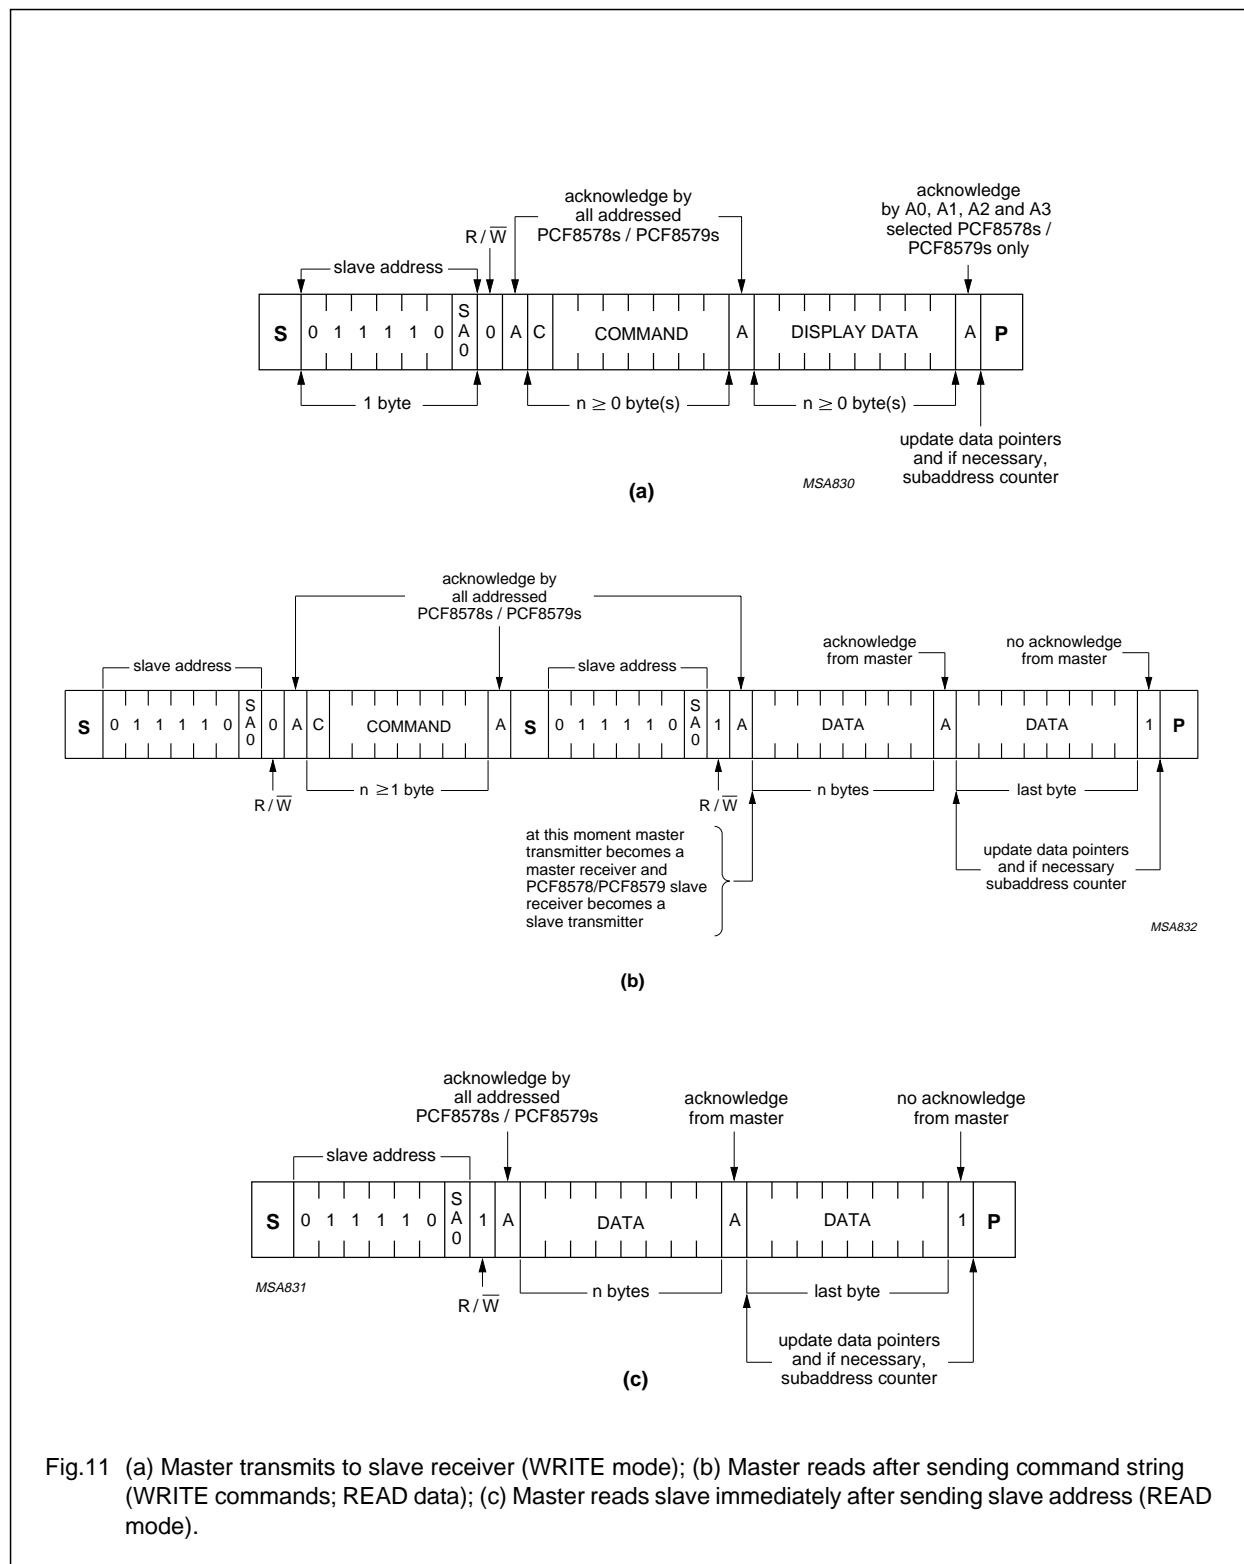 acknowledge by
all addressed
PCF8578s / PCF8579s
acknowledge
by A0, A1, A2 and A3
selected PCF8578s /
PCF8579s only
R / W̅
slave address
S 0 1 1 1 1 0 SA0 0 A C COMMAND A DISPLAY DATA A P
1 byte
n ≥ 0 byte(s)
n ≥ 0 byte(s)
update data pointers
and if necessary,
subaddress counter
(a)
MSA830
acknowledge by
all addressed
PCF8578s / PCF8579s
acknowledge
from master
no acknowledge
from master
slave address
slave address
S 0 1 1 1 1 0 SA0 0 A C COMMAND A S 0 1 1 1 1 0 SA0 1 A DATA A DATA 1 P
R / W̅
n ≥1 byte
R / W̅
n bytes
last byte
at this moment master
transmitter becomes a
master receiver and
PCF8578/PCF8579 slave
receiver becomes a
slave transmitter
update data pointers
and if necessary
subaddress counter
MSA832
(b)
acknowledge by
all addressed
PCF8578s / PCF8579s
acknowledge
from master
no acknowledge
from master
slave address
S 0 1 1 1 1 0 SA0 1 A DATA A DATA 1 P
MSA831
R / W̅
n bytes
last byte
update data pointers
and if necessary,
subaddress counter
(c)
Fig.11 (a) Master transmits to slave receiver (WRITE mode); (b) Master reads after sending command string
(WRITE commands; READ data); (c) Master reads slave immediately after sending slave address (READ
mode).